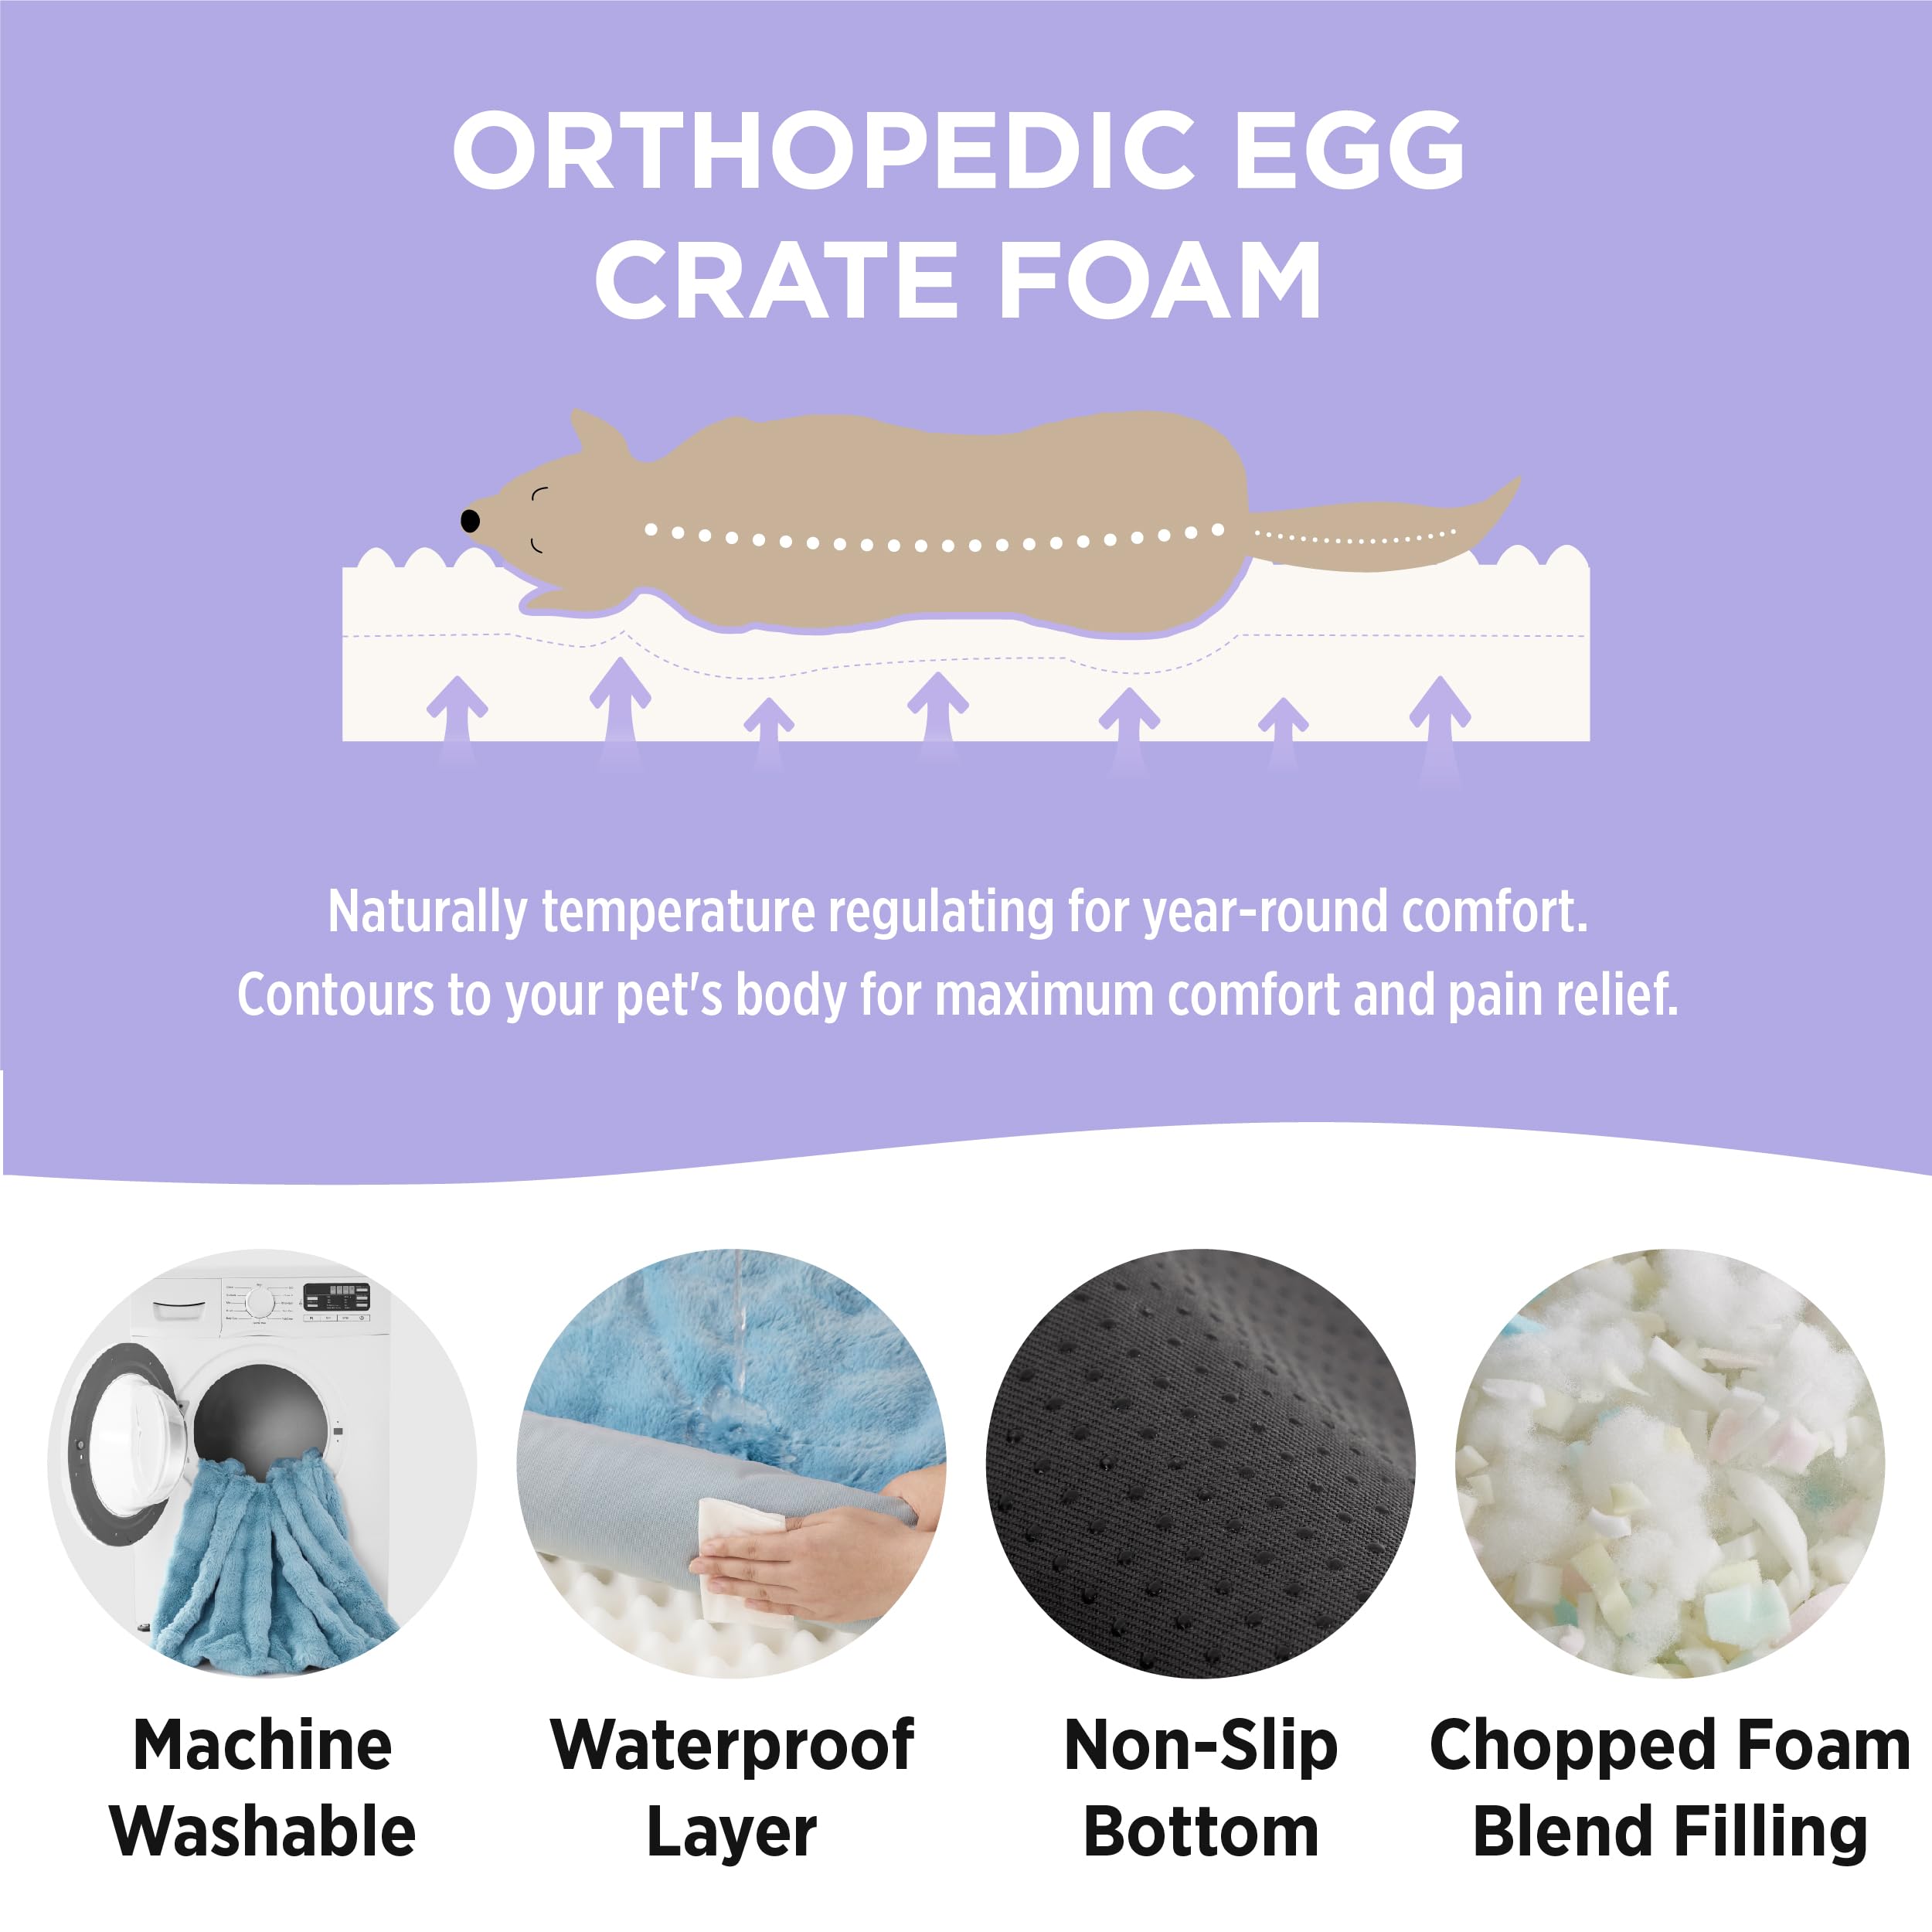 ORTHOPEDIC EGG
CRATE FOAM
Naturally temperature regulating for year-round comfort.
Contours to your pet's body for maximum comfort and pain relief.
Machine
Washable
Waterproof
Layer
Non-Slip
Bottom
Chopped Foam
Blend Filling